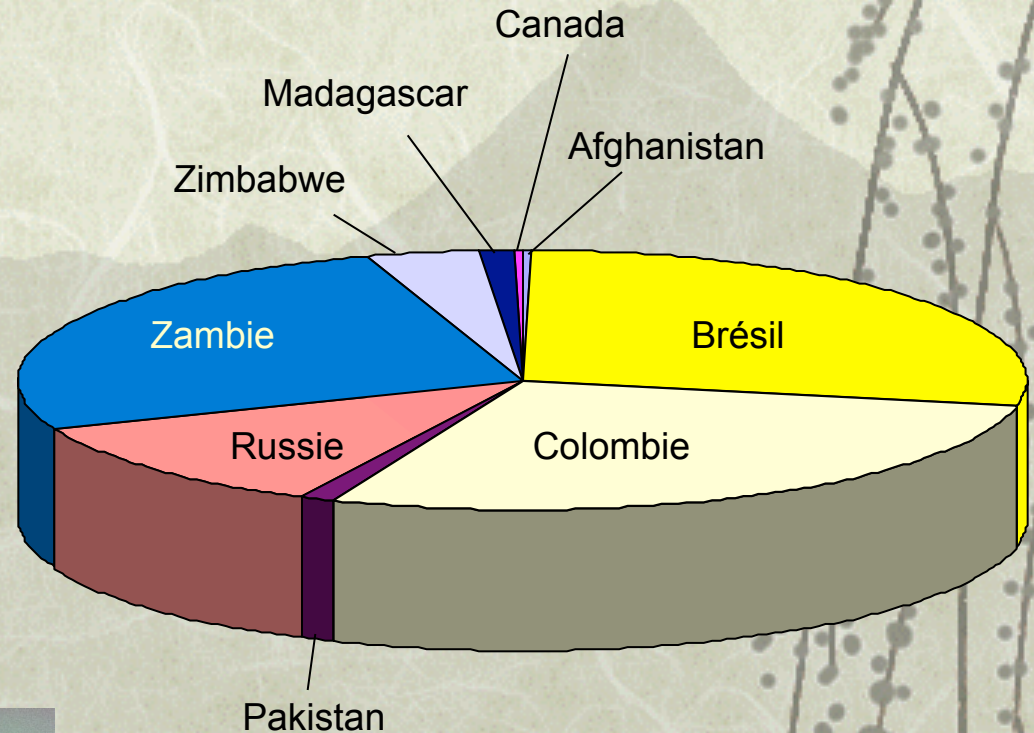 Canada
Madagascar
Afghanistan
Zimbabwe
Zambie
Brésil
Russie
Colombie
Pakistan